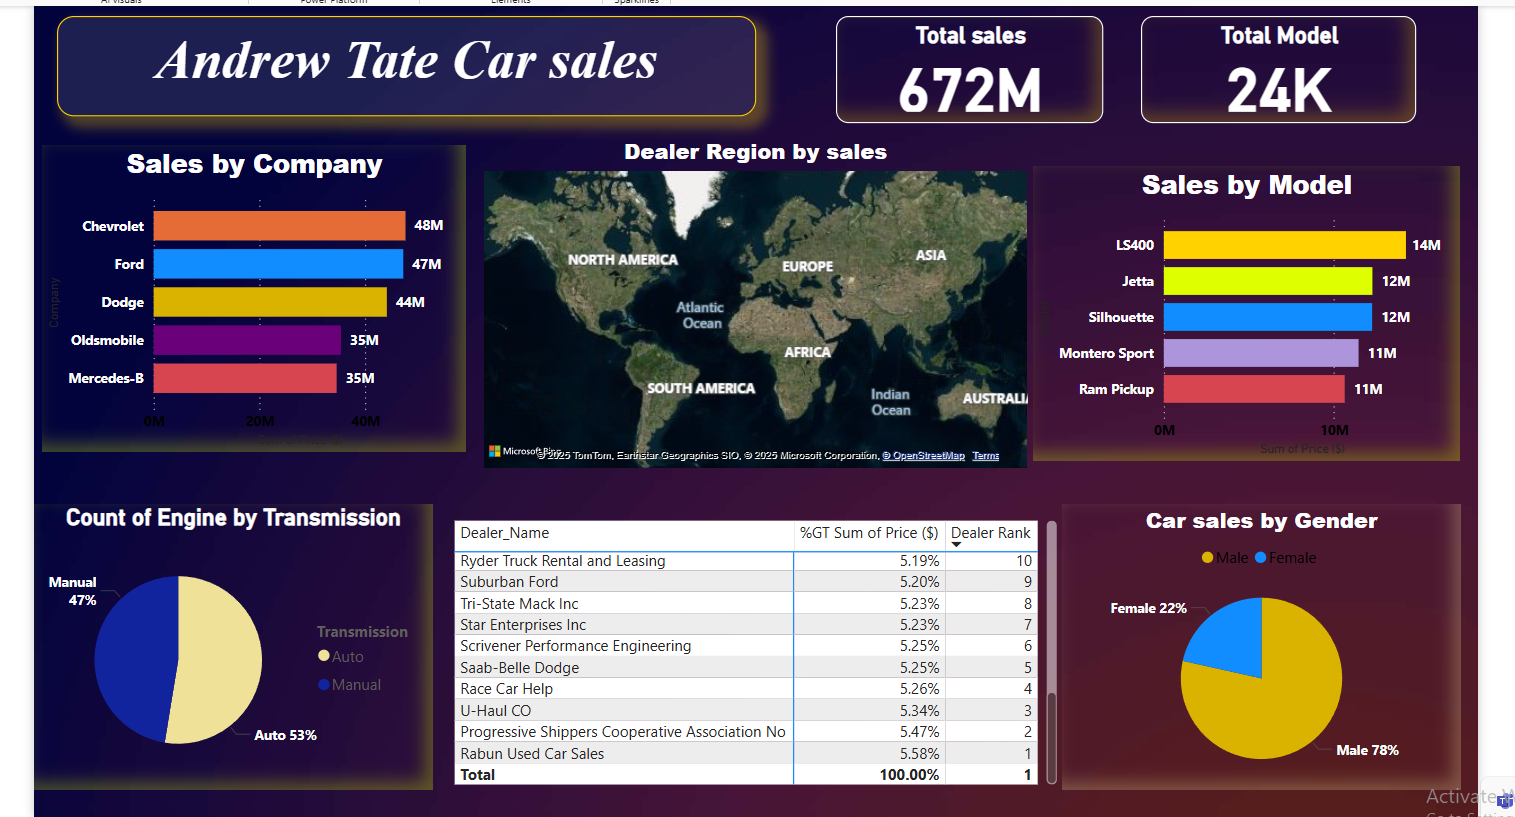 AI visuals
Power Platform
Elements
Sparklines
Andrew Tate Car sales
Total sales
672M
Total Model
24K
Sales by Company
Company
Chevrolet 48M
Ford 47M
Dodge 44M
Oldsmobile 35M
Mercedes-B 35M
0M 20M 40M
Dealer Region by sales
NORTH AMERICA
EUROPE
ASIA
Atlantic
Ocean
AFRICA
SOUTH AMERICA
Indian
Ocean
AUSTRALI
Microsoft Bing
© 2025 TomTom, Earthstar Geographics SIO, © 2025 Microsoft Corporation, © OpenStreetMap Terms
Sales by Model
LS400 14M
Jetta 12M
Silhouette 12M
Montero Sport 11M
Ram Pickup 11M
0M 10M
Sum of Price ($)
Count of Engine by Transmission
Manual
47%
Auto 53%
Transmission
Auto
Manual
Dealer_Name %GT Sum of Price ($) Dealer Rank
Ryder Truck Rental and Leasing 5.19% 10
Suburban Ford 5.20% 9
Tri-State Mack Inc 5.23% 8
Star Enterprises Inc 5.23% 7
Scrivener Performance Engineering 5.25% 6
Saab-Belle Dodge 5.25% 5
Race Car Help 5.26% 4
U-Haul CO 5.34% 3
Progressive Shippers Cooperative Association No 5.47% 2
Rabun Used Car Sales 5.58% 1
Total 100.00% 1
Car sales by Gender
Male Female
Female 22%
Male 78%
Activate W